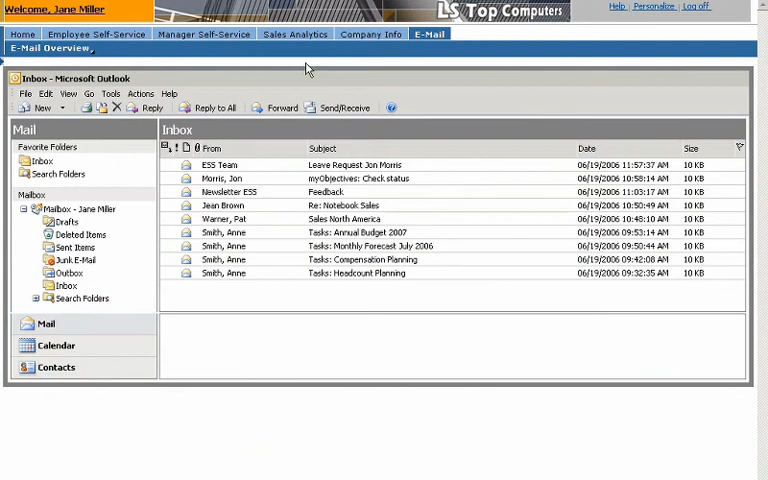 Welcome, Jane Miller
LS Top Computers
Help Personalize Log off
Home Employee Self-Service Manager Self-Service Sales Analytics Company Info E-Mail
E-Mail Overview
Inbox - Microsoft Outlook
File Edit View Go Tools Actions Help
New Reply Reply to All Forward Send/Receive
Mail
Favorite Folders
Inbox
Search Folders
Mailbox
Mailbox - Jane Miller
Drafts
Deleted Items
Sent Items
Junk E-Mail
Outbox
Inbox
Search Folders
Mail
Calendar
Contacts
Inbox
From Subject Date Size
ESS Team Leave Request Jon Morris 06/19/2006 11:57:37 AM 10 KB
Morris, Jon myObjectives: Check status 06/19/2006 10:58:14 AM 10 KB
Newsletter ESS Feedback 06/19/2006 11:03:17 AM 10 KB
Jean Brown Re: Notebook Sales 06/19/2006 10:50:49 AM 10 KB
Warner, Pat Sales North America 06/19/2006 10:48:10 AM 10 KB
Smith, Anne Tasks: Annual Budget 2007 06/19/2006 09:53:14 AM 10 KB
Smith, Anne Tasks: Monthly Forecast July 2006 06/19/2006 09:50:44 AM 10 KB
Smith, Anne Tasks: Compensation Planning 06/19/2006 09:42:08 AM 10 KB
Smith, Anne Tasks: Headcount Planning 06/19/2006 09:32:35 AM 10 KB